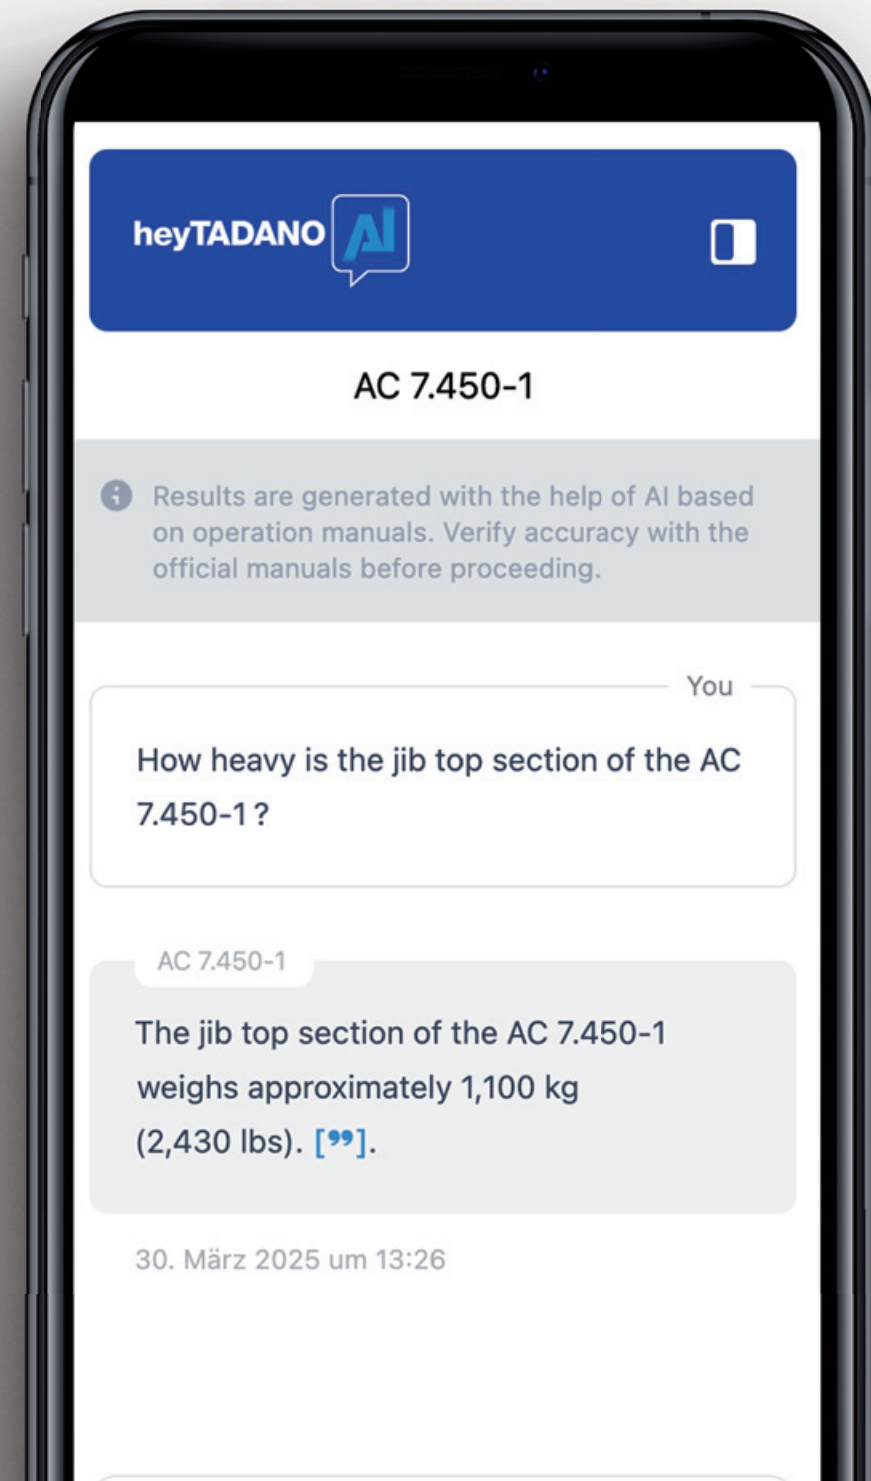 heyTADANO AI
AC 7.450-1
Results are generated with the help of AI based
on operation manuals. Verify accuracy with the
official manuals before proceeding.
You
How heavy is the jib top section of the AC
7.450-1?
AC 7.450-1
The jib top section of the AC 7.450-1
weighs approximately 1,100 kg
(2,430 lbs). [❞].
30. März 2025 um 13:26